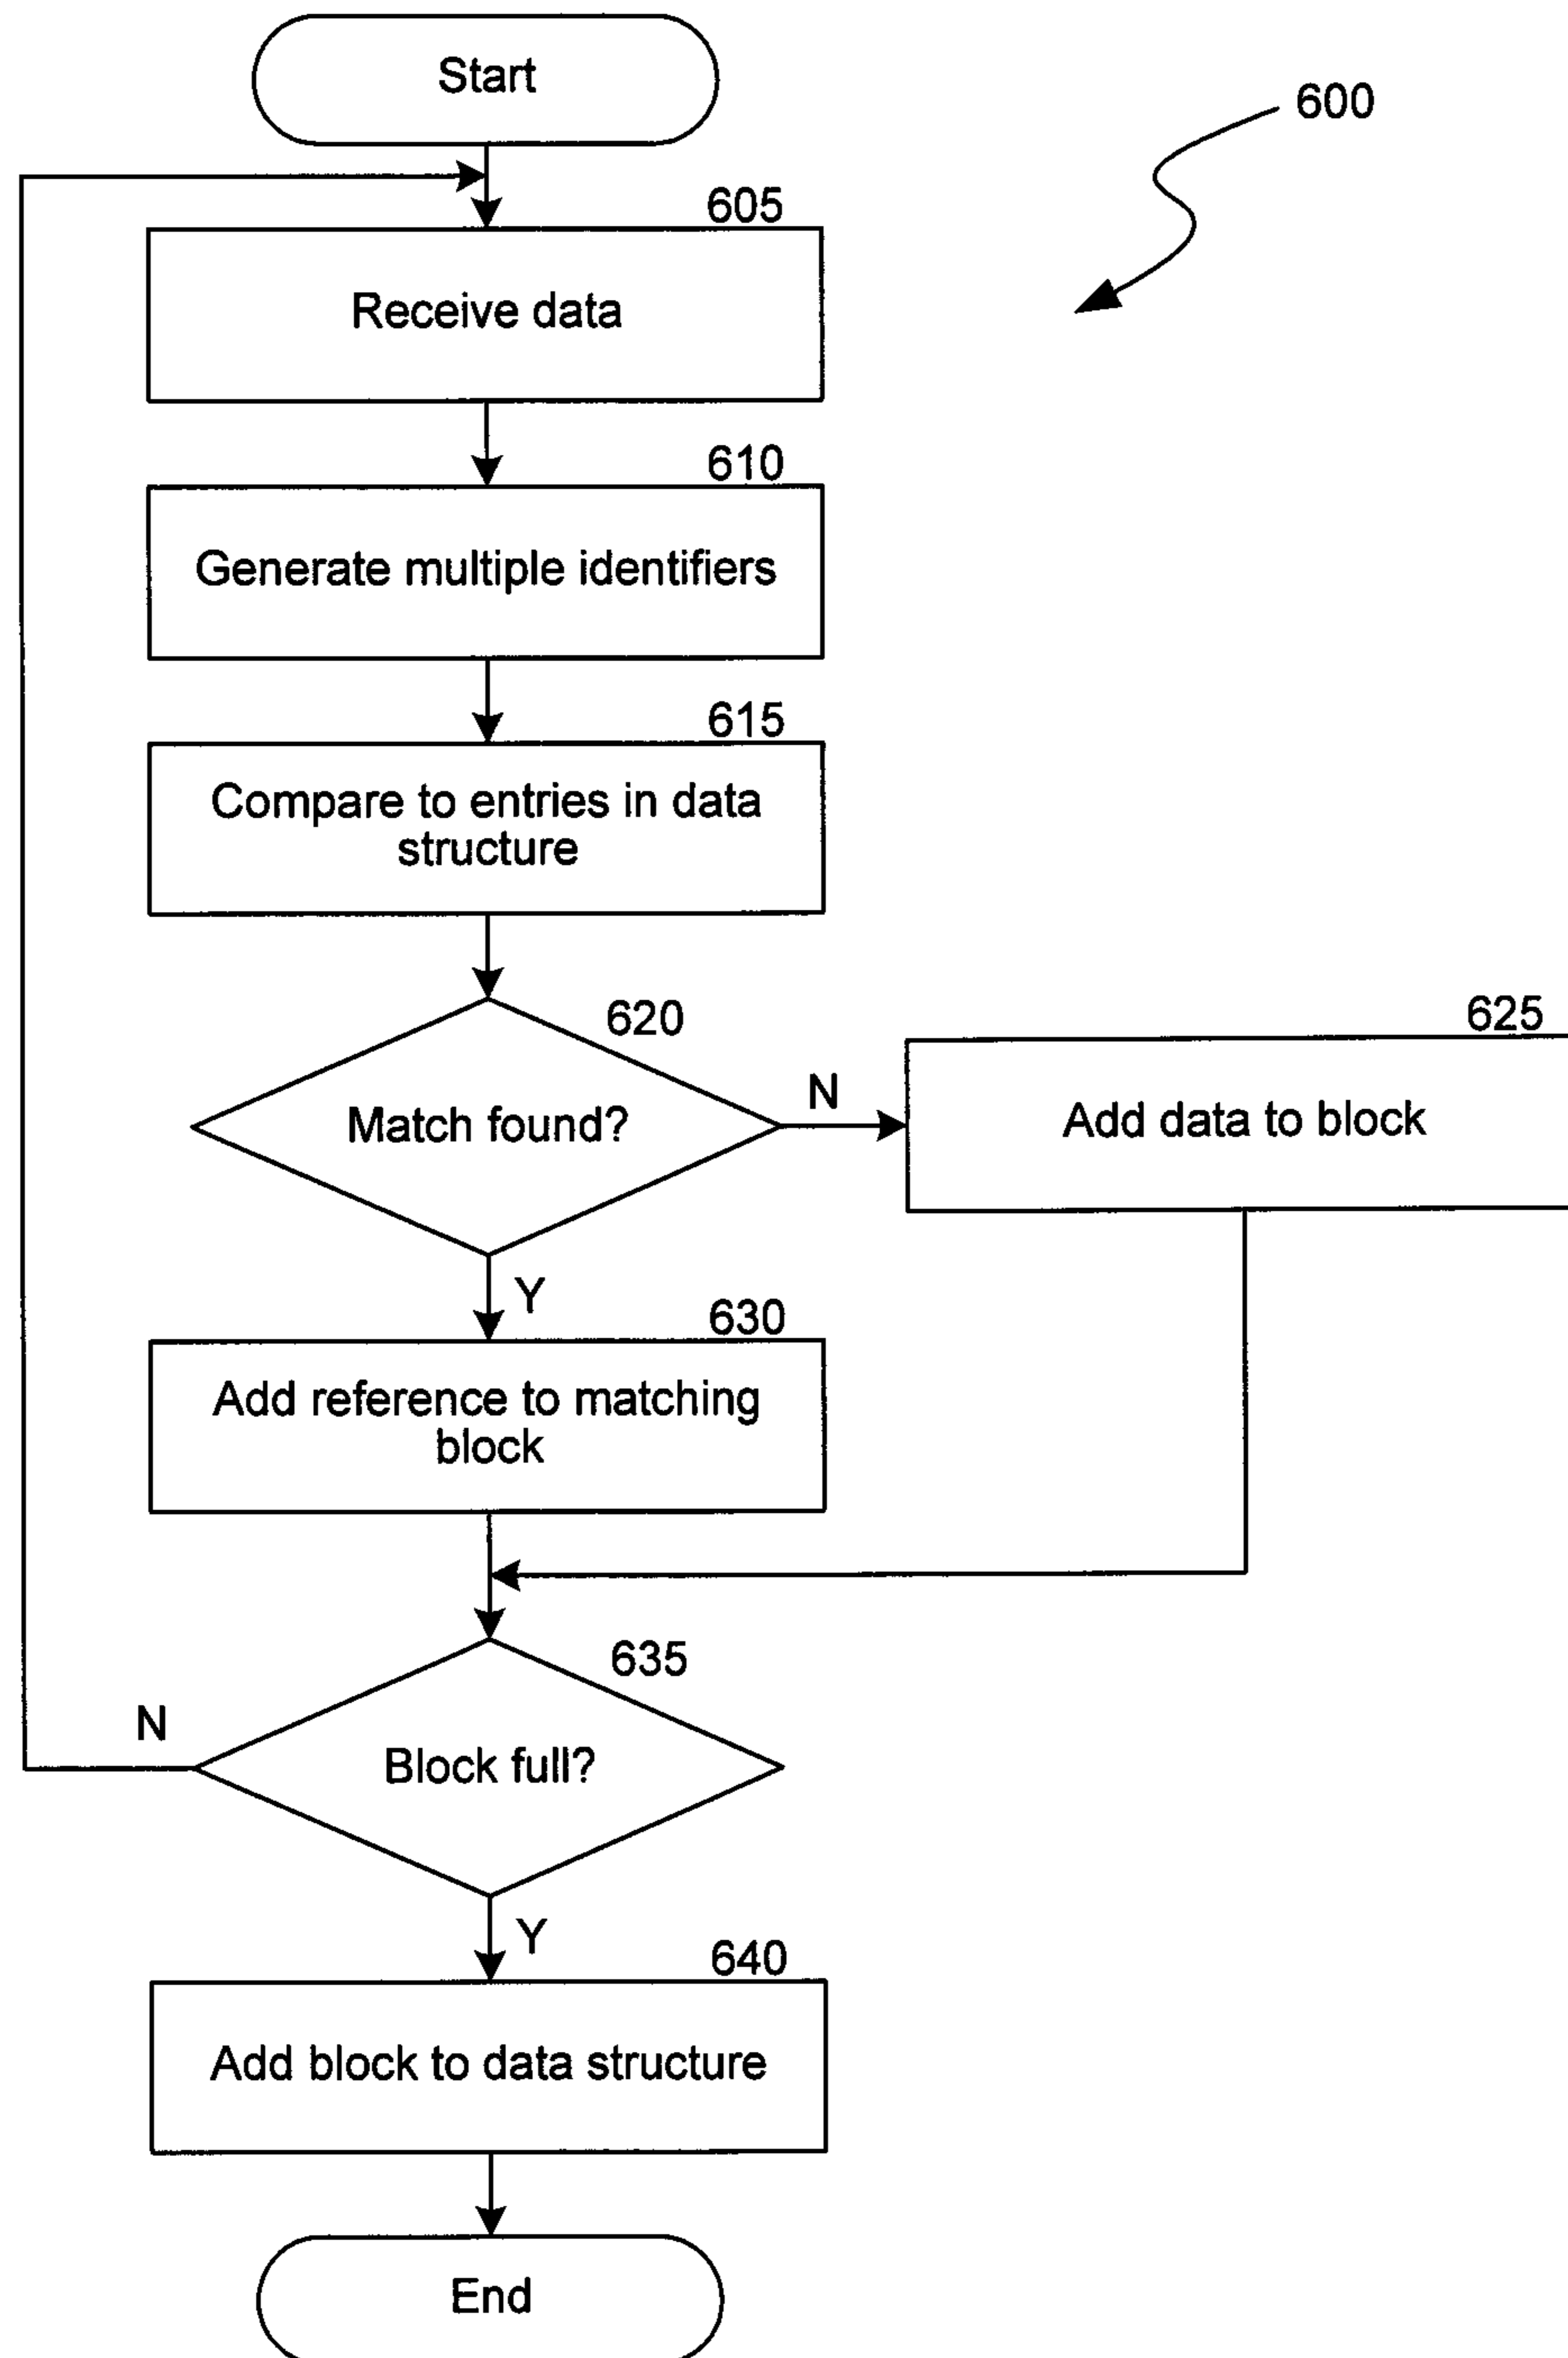 Start
600
605
Receive data
610
Generate multiple identifiers
615
Compare to entries in data
structure
620
Match found?
N
625
Add data to block
Y
630
Add reference to matching
block
635
N
Block full?
Y
640
Add block to data structure
End